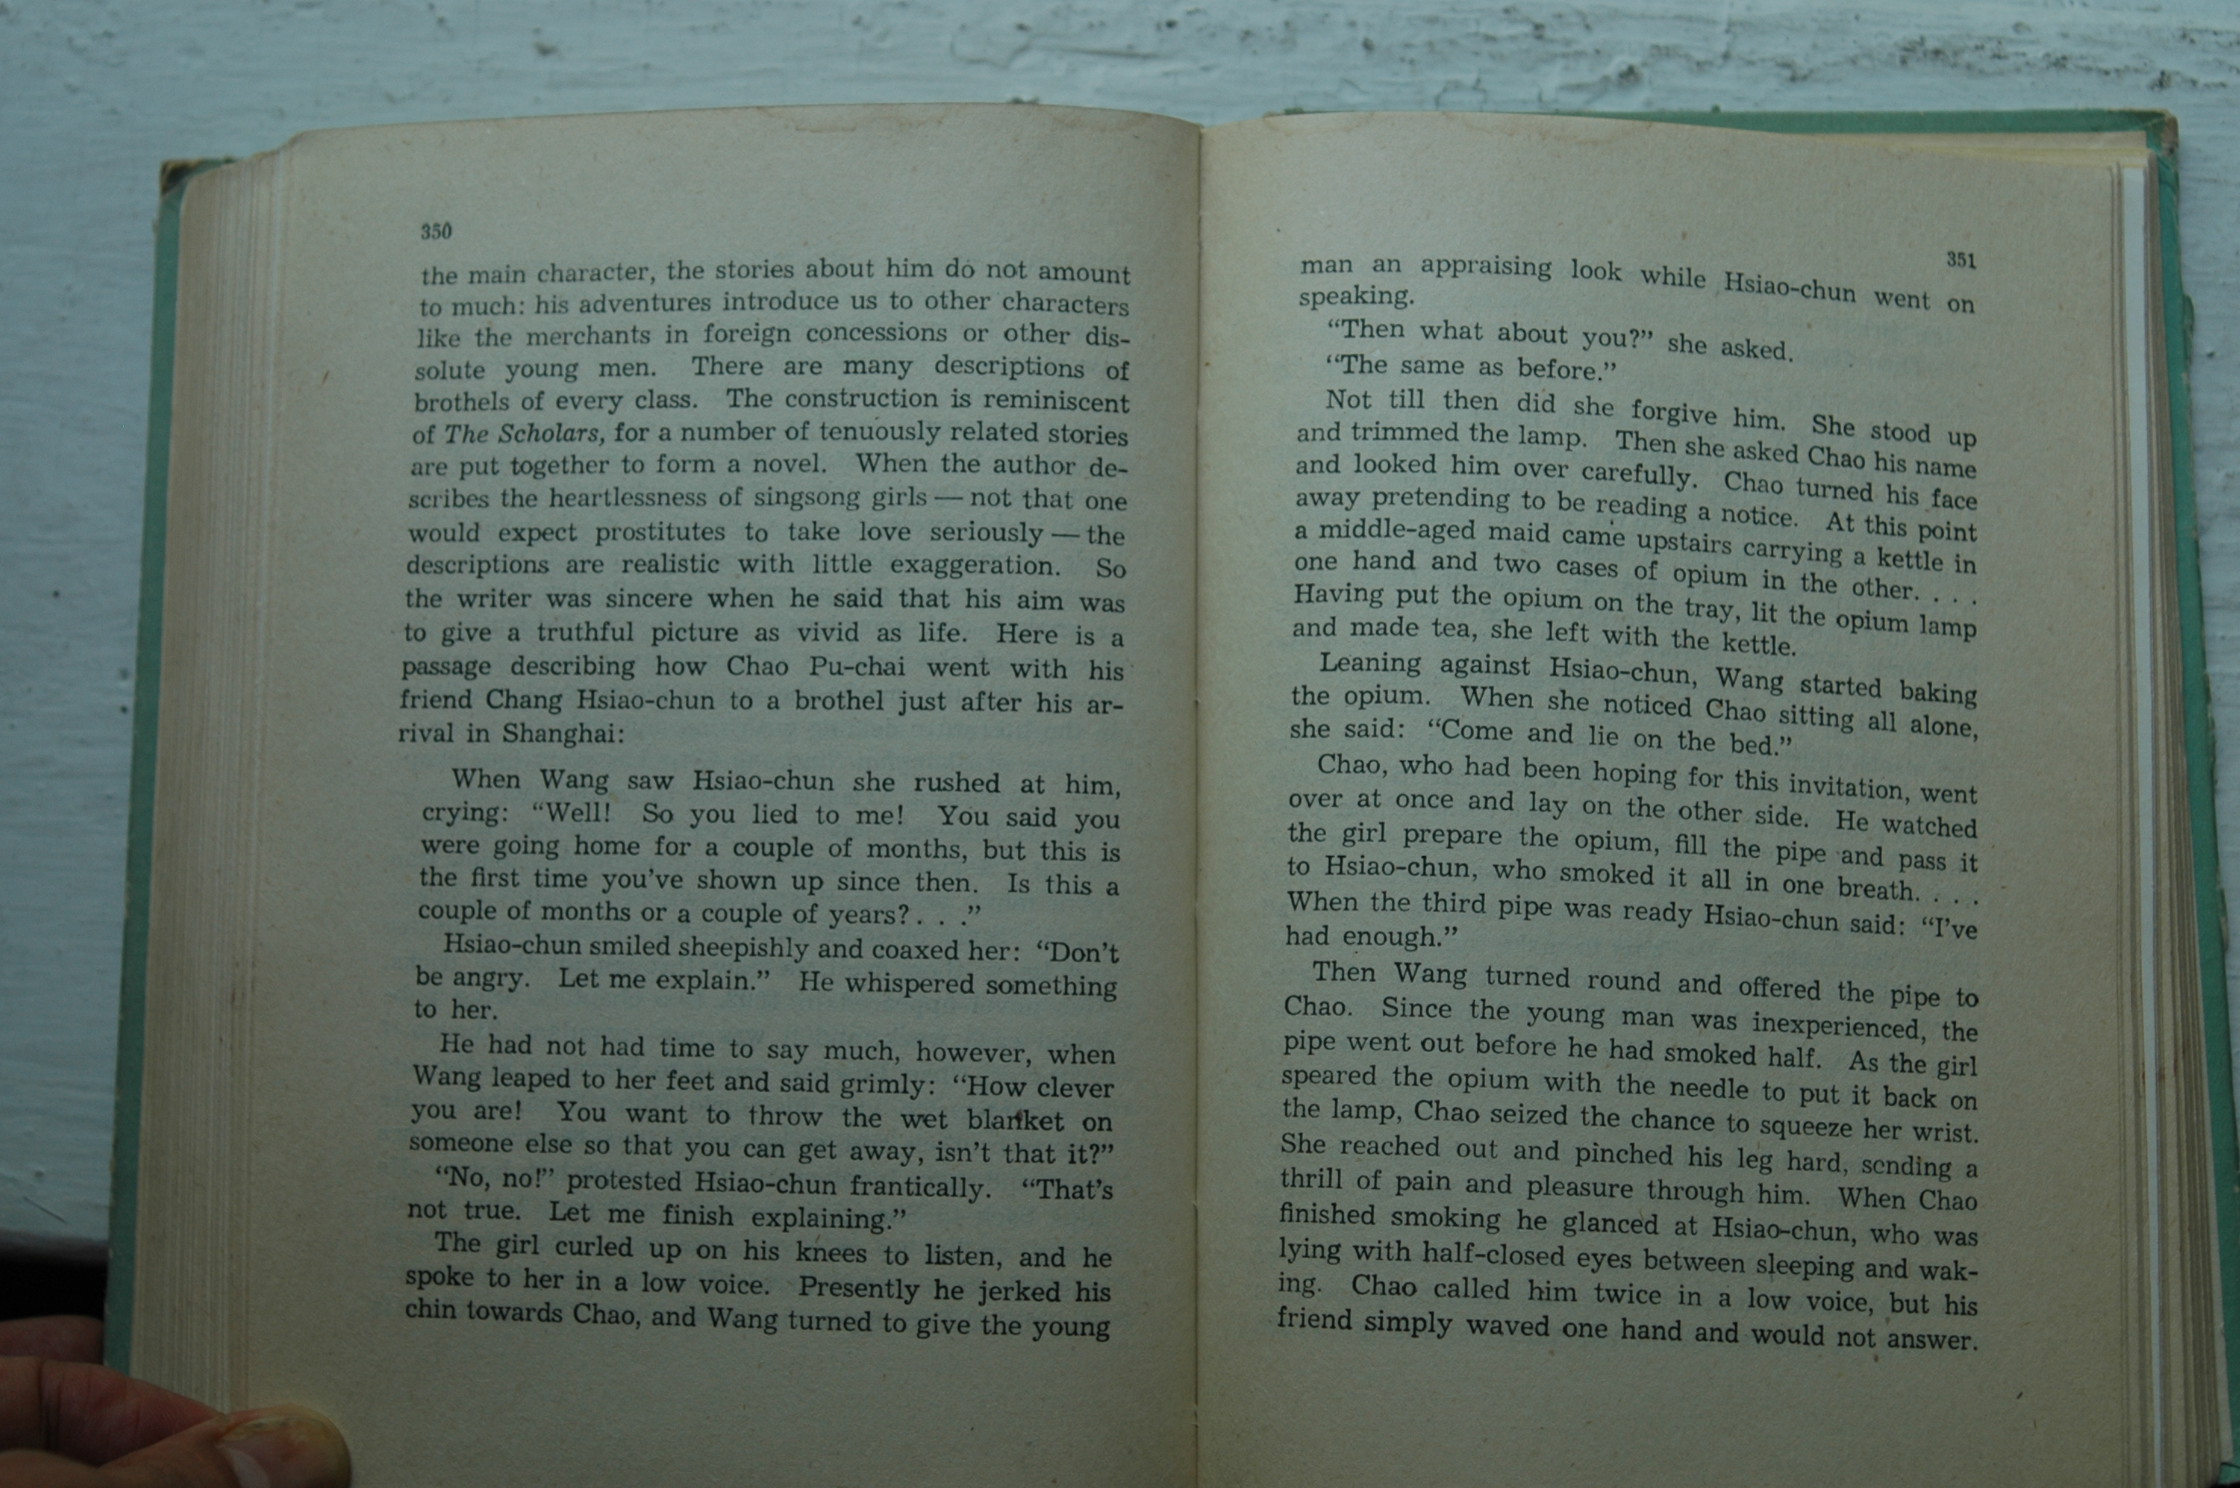 350
the main character, the stories about him do not amount
to much: his adventures introduce us to other characters
like the merchants in foreign concessions or other dis-
solute young men. There are many descriptions of
brothels of every class. The construction is reminiscent
of The Scholars, for a number of tenuously related stories
are put together to form a novel. When the author de-
scribes the heartlessness of singsong girls — not that one
would expect prostitutes to take love seriously — the
descriptions are realistic with little exaggeration. So
the writer was sincere when he said that his aim was
to give a truthful picture as vivid as life. Here is a
passage describing how Chao Pu-chai went with his
friend Chang Hsiao-chun to a brothel just after his ar-
rival in Shanghai:
When Wang saw Hsiao-chun she rushed at him,
crying: “Well! So you lied to me! You said you
were going home for a couple of months, but this is
the first time you've shown up since then. Is this a
couple of months or a couple of years?. . .”
Hsiao-chun smiled sheepishly and coaxed her: “Don't
be angry. Let me explain.” He whispered something
to her.
He had not had time to say much, however, when
Wang leaped to her feet and said grimly: “How clever
you are! You want to throw the wet blanket on
someone else so that you can get away, isn't that it?”
“No, no!” protested Hsiao-chun frantically. “That's
not true. Let me finish explaining.”
The girl curled up on his knees to listen, and he
spoke to her in a low voice. Presently he jerked his
chin towards Chao, and Wang turned to give the young
351
man an appraising look while Hsiao-chun went on
speaking.
“Then what about you?” she asked.
“The same as before.”
Not till then did she forgive him. She stood up
and trimmed the lamp. Then she asked Chao his name
and looked him over carefully. Chao turned his face
away pretending to be reading a notice. At this point
a middle-aged maid came upstairs carrying a kettle in
one hand and two cases of opium in the other. . . .
Having put the opium on the tray, lit the opium lamp
and made tea, she left with the kettle.
Leaning against Hsiao-chun, Wang started baking
the opium. When she noticed Chao sitting all alone,
she said: “Come and lie on the bed.”
Chao, who had been hoping for this invitation, went
over at once and lay on the other side. He watched
the girl prepare the opium, fill the pipe and pass it
to Hsiao-chun, who smoked it all in one breath. . . .
When the third pipe was ready Hsiao-chun said: “I've
had enough.”
Then Wang turned round and offered the pipe to
Chao. Since the young man was inexperienced, the
pipe went out before he had smoked half. As the girl
speared the opium with the needle to put it back on
the lamp, Chao seized the chance to squeeze her wrist.
She reached out and pinched his leg hard, sending a
thrill of pain and pleasure through him. When Chao
finished smoking he glanced at Hsiao-chun, who was
lying with half-closed eyes between sleeping and wak-
ing. Chao called him twice in a low voice, but his
friend simply waved one hand and would not answer.